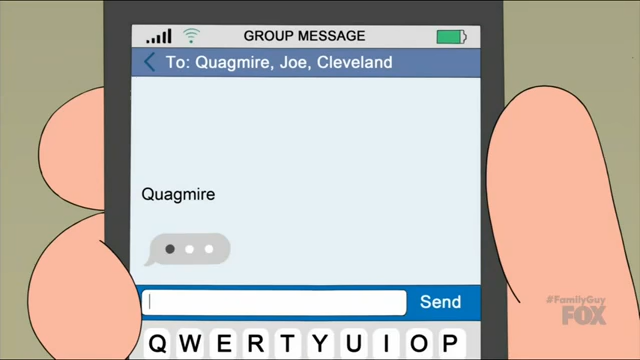 GROUP MESSAGE
To: Quagmire, Joe, Cleveland
Quagmire
Send
#FamilyGuy
FOX
Q W E R T Y U I O P